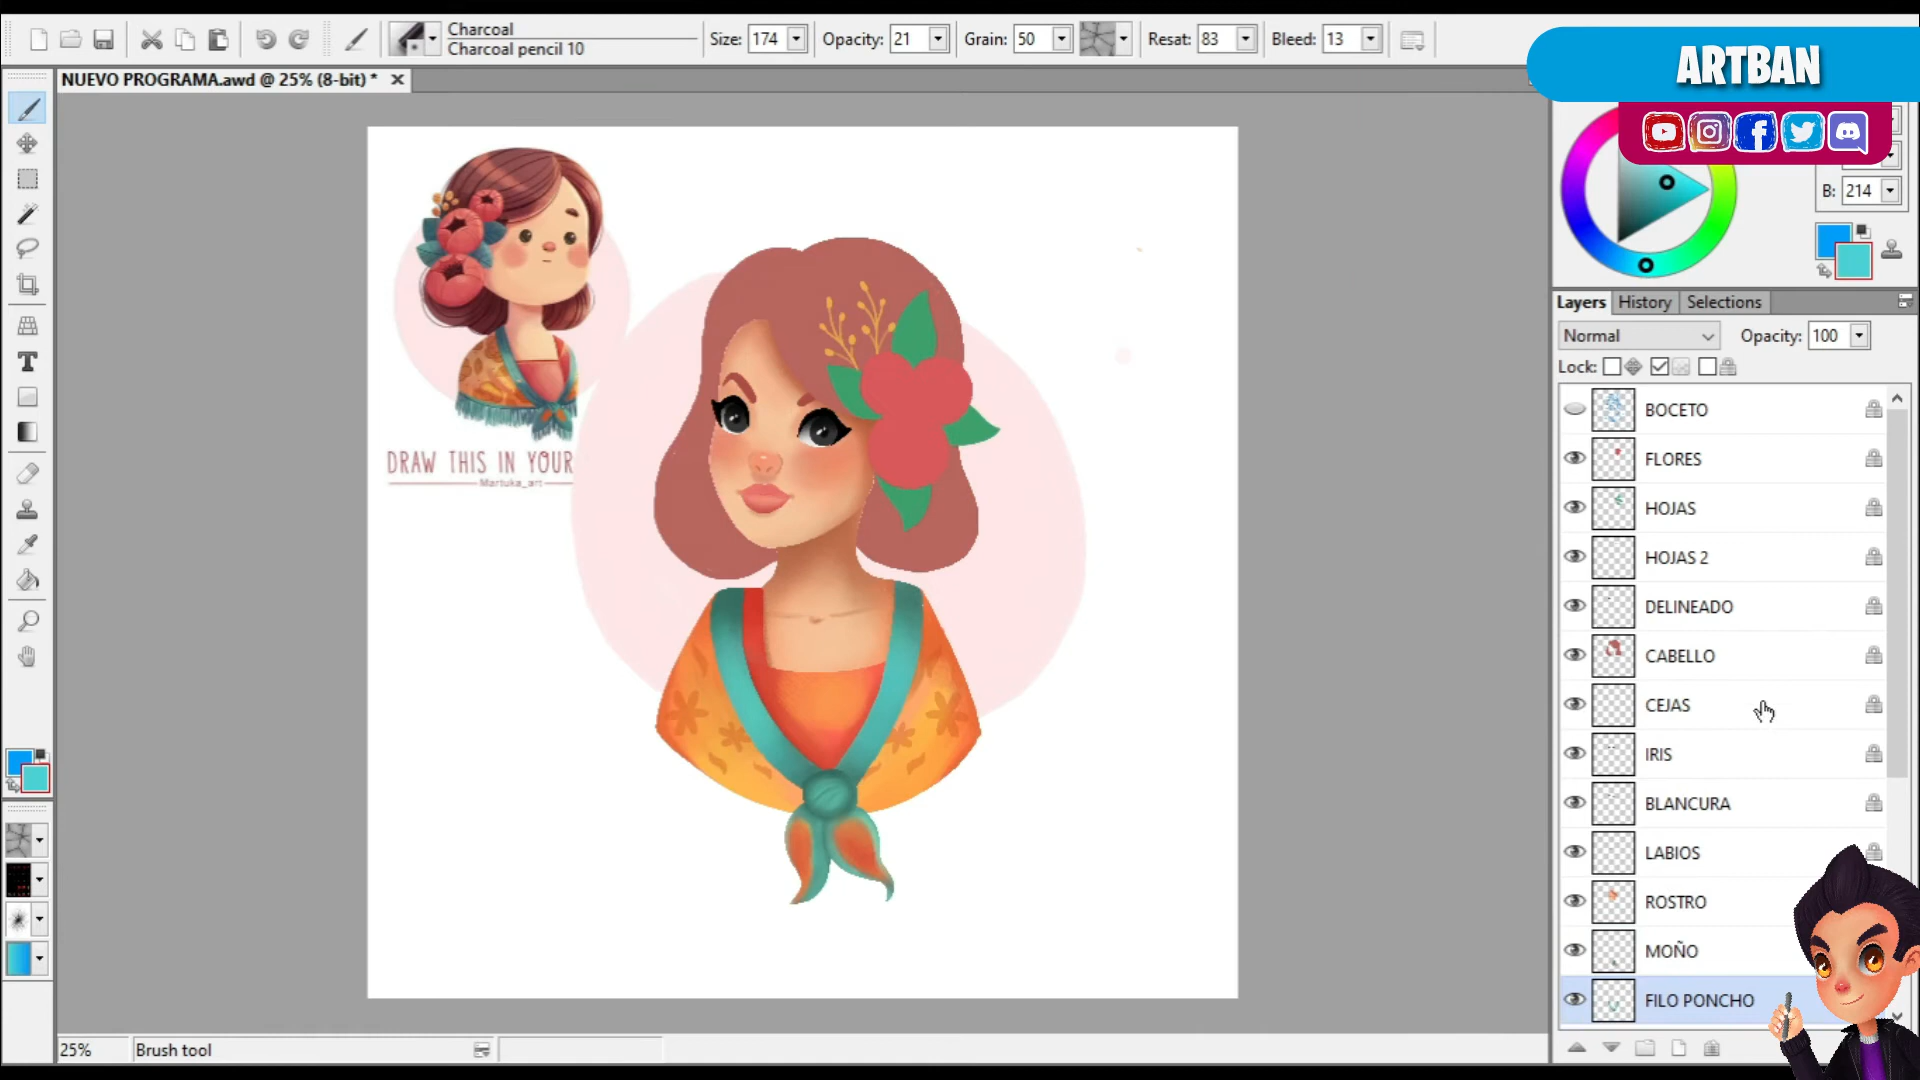 Charcoal
Charcoal pencil 10
Size: 174
Opacity: 21
Grain: 50
Resat: 83
Bleed: 13
ARTBAN
NUEVO PROGRAMA.awd @ 25% (8-bit) *
B: 214
DRAW THIS IN YOUR
Martuka_art
Layers
History
Selections
Normal
Opacity: 100
Lock:
BOCETO
FLORES
HOJAS
HOJAS 2
DELINEADO
CABELLO
CEJAS
IRIS
BLANCURA
LABIOS
ROSTRO
MOÑO
FILO PONCHO
25%
Brush tool